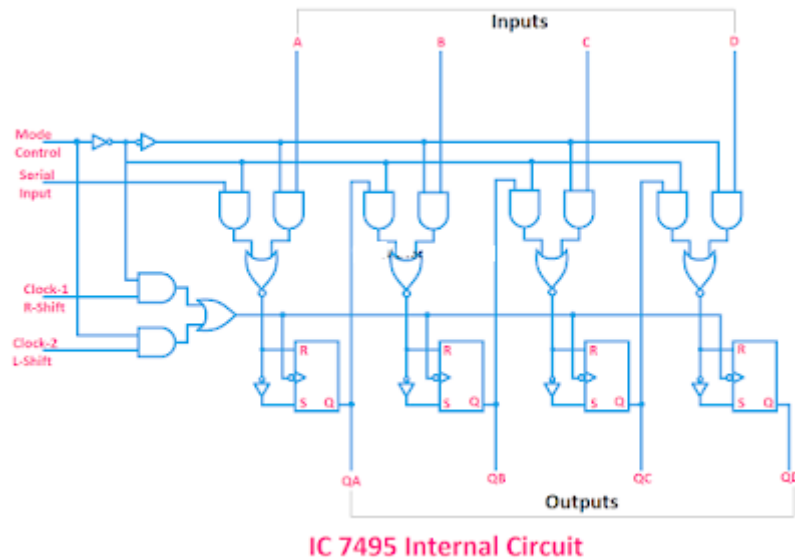 Inputs
A B C D
Mode
Control
Serial
Input
Clock-1
R-Shift
Clock-2
L-Shift
R R R R
S Q S Q S Q S Q
QA QB QC
Outputs
IC 7495 Internal Circuit